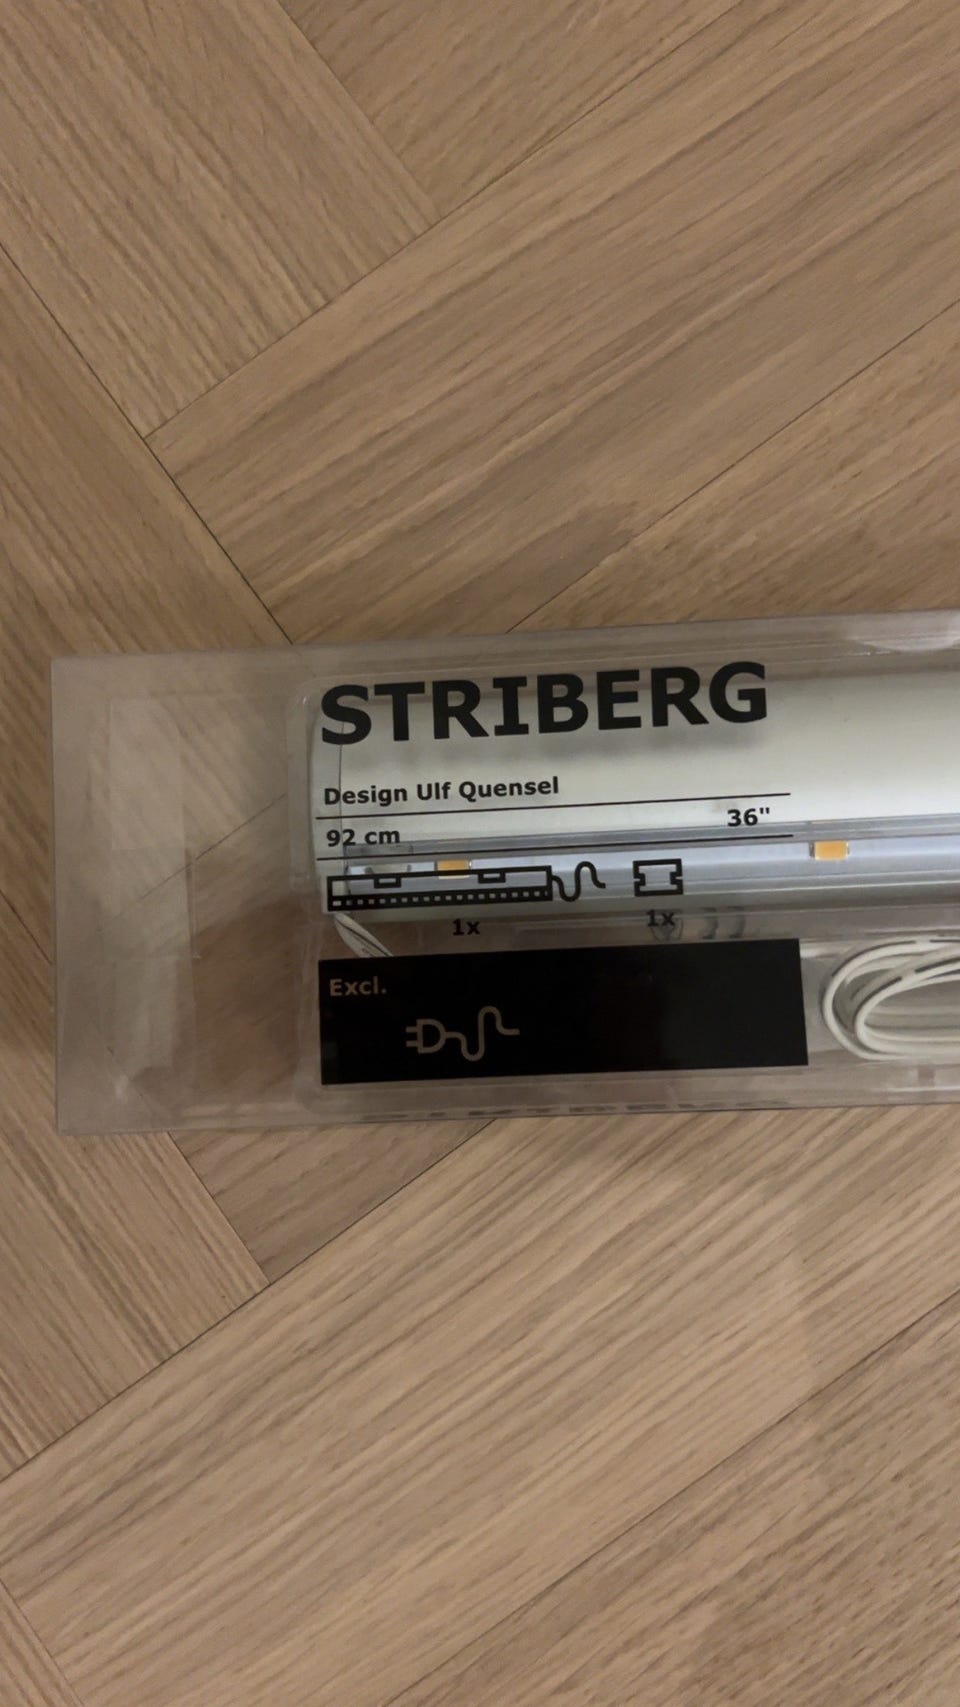 STRIBERG
Design Ulf Quensel
92 cm 36"
1x 1x
Excl.